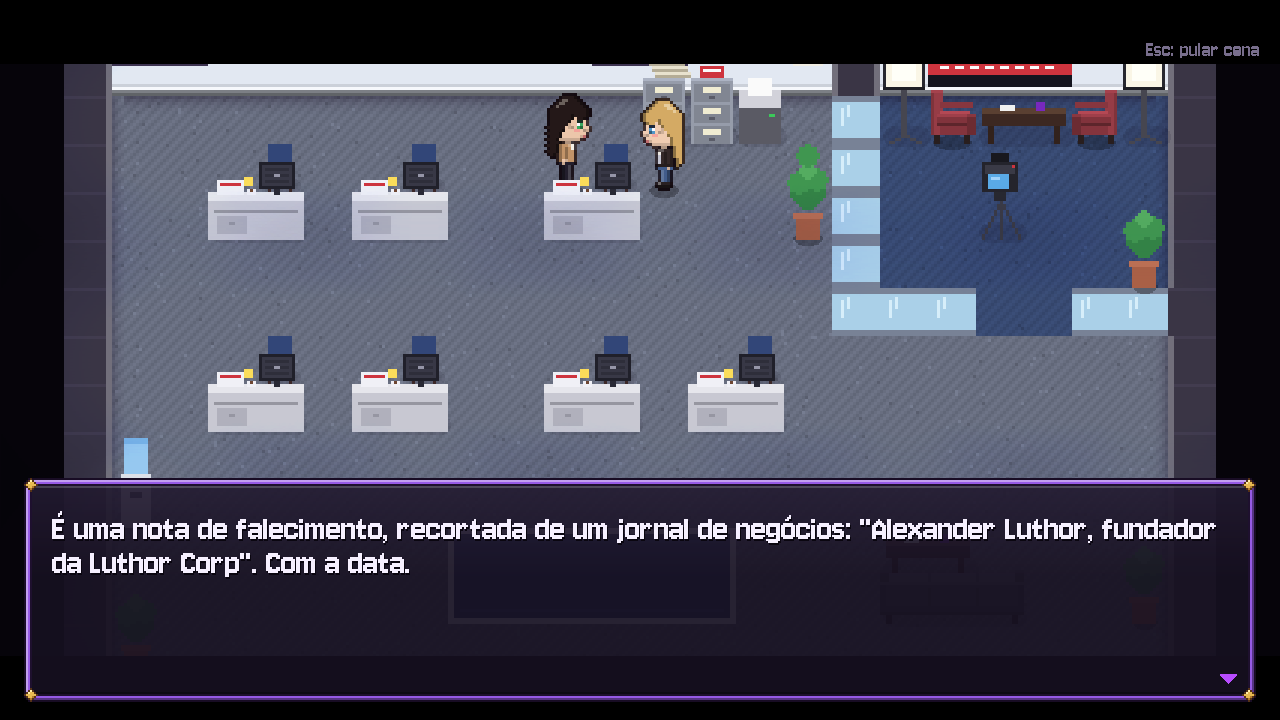 Esc: pular cena
É uma nota de falecimento, recortada de um jornal de negócios: "Alexander Luthor, fundador
da Luthor Corp". Com a data.